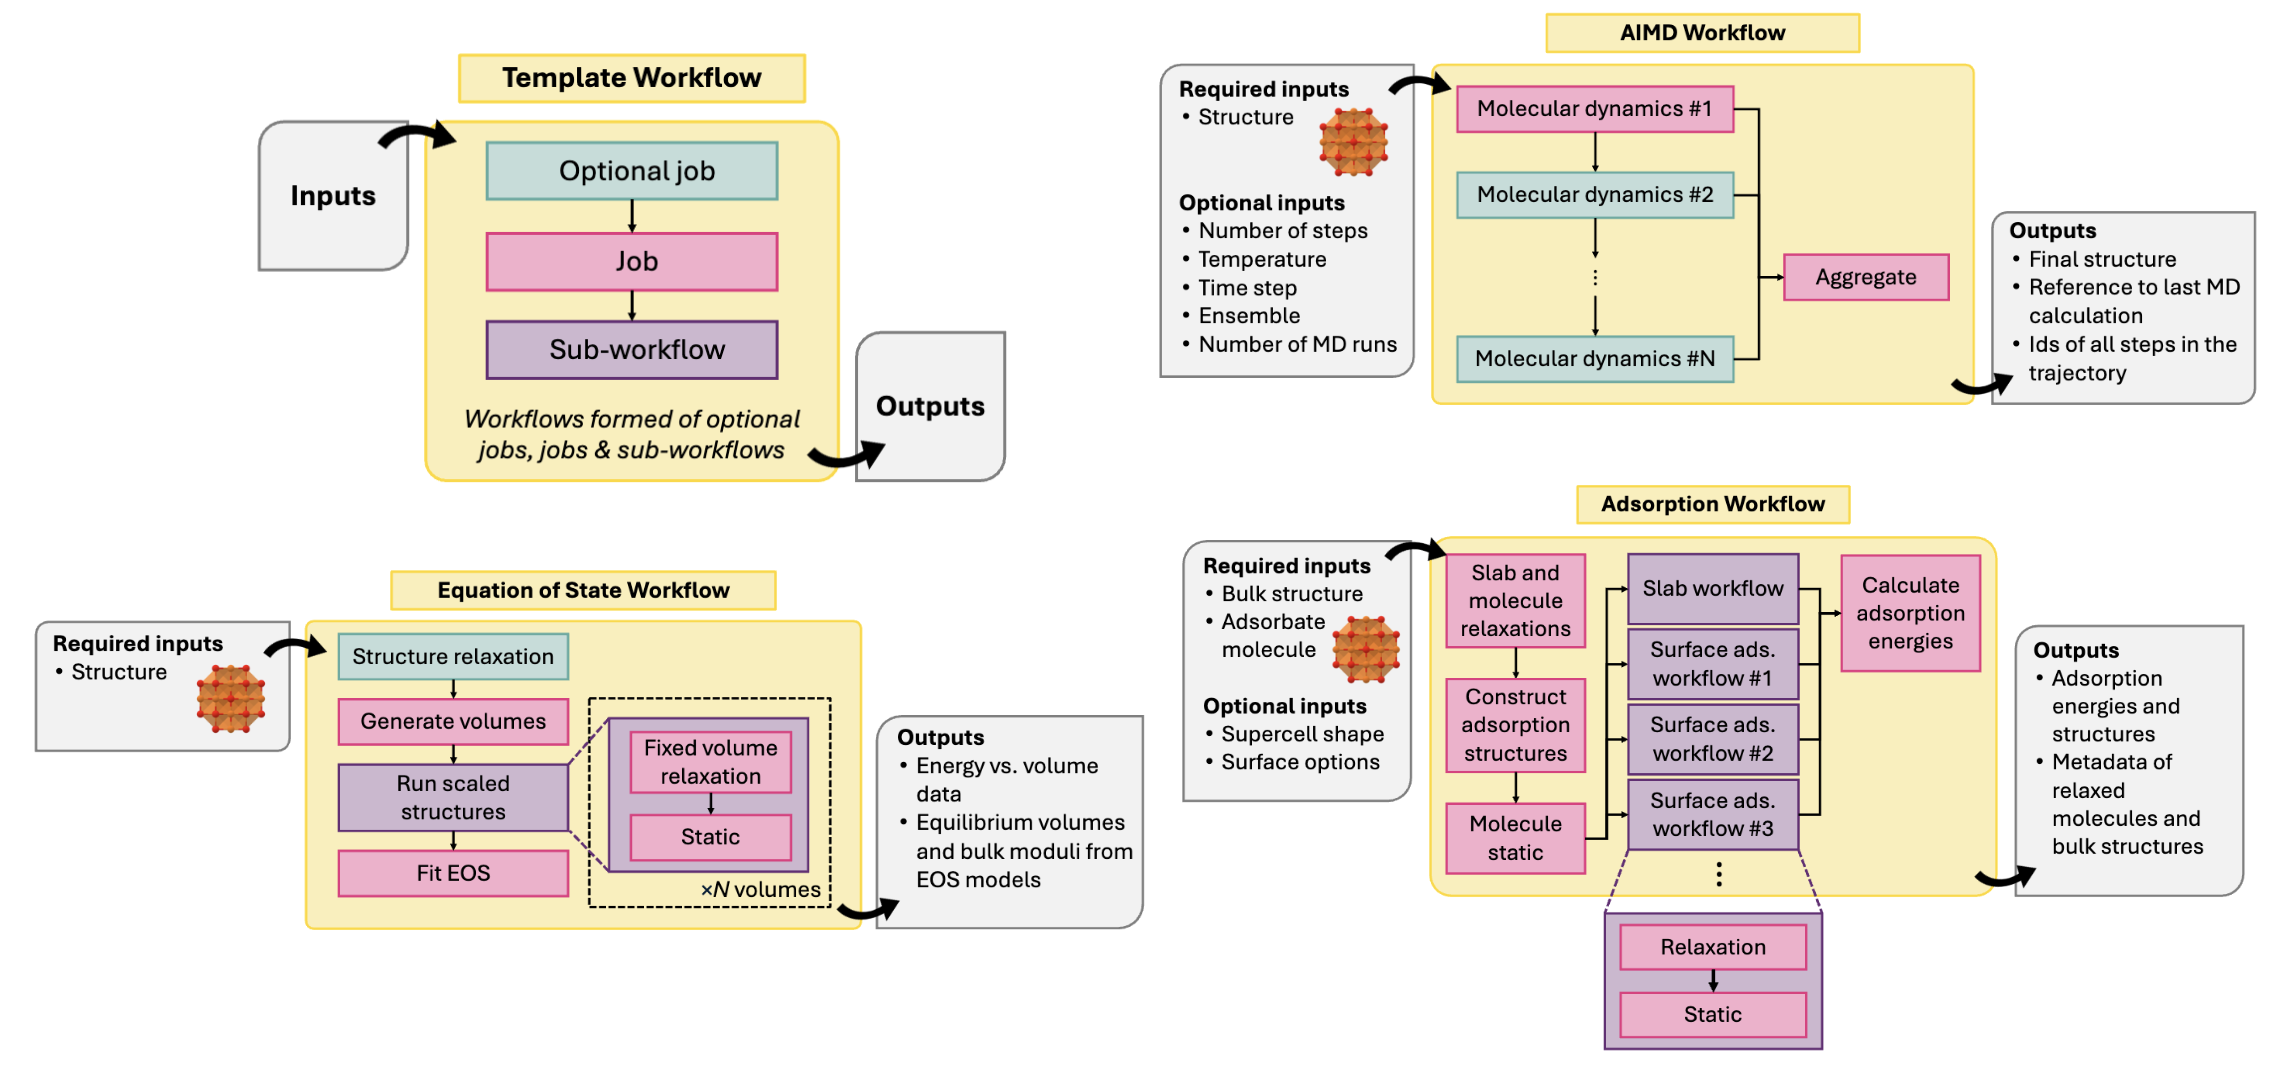 Template Workflow
Inputs
Optional job
Job
Sub-workflow
Workflows formed of optional
jobs, jobs & sub-workflows
Outputs
AIMD Workflow
Required inputs
• Structure
Optional inputs
• Number of steps
• Temperature
• Time step
• Ensemble
• Number of MD runs
Molecular dynamics #1
Molecular dynamics #2
⋮
Molecular dynamics #N
Aggregate
Outputs
• Final structure
• Reference to last MD
calculation
• Ids of all steps in the
trajectory
Equation of State Workflow
Required inputs
• Structure
Structure relaxation
Generate volumes
Run scaled
structures
Fit EOS
Fixed volume
relaxation
Static
×N volumes
Outputs
• Energy vs. volume
data
• Equilibrium volumes
and bulk moduli from
EOS models
Adsorption Workflow
Required inputs
• Bulk structure
• Adsorbate
molecule
Optional inputs
• Supercell shape
• Surface options
Slab and
molecule
relaxations
Construct
adsorption
structures
Molecule
static
Slab workflow
Surface ads.
workflow #1
Surface ads.
workflow #2
Surface ads.
workflow #3
⋮
Relaxation
Static
Calculate
adsorption
energies
Outputs
• Adsorption
energies and
structures
• Metadata of
relaxed
molecules and
bulk structures